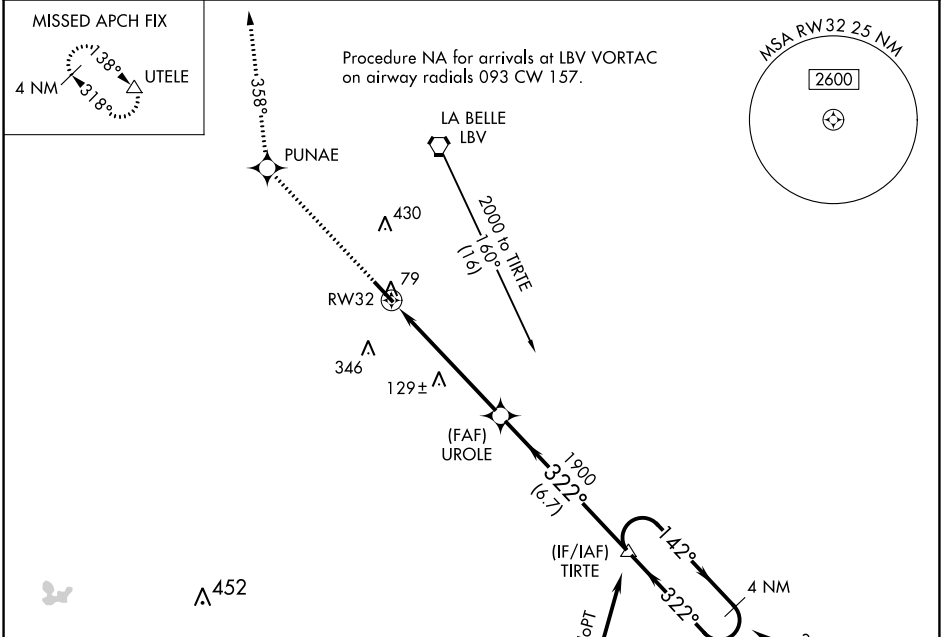 MISSED APCH FIX
138°
UTELE
4 NM
318°
358°
Procedure NA for arrivals at LBV VORTAC
on airway radials 093 CW 157.
MSA RW32 25 NM
2600
LA BELLE
LBV
PUNAE
430
2000 to TIRTE
160°
(16)
79
RW32
346
129±
(FAF)
UROLE
1900
322°
(6.7)
142°
(IF/IAF)
TIRTE
4 NM
322°
452